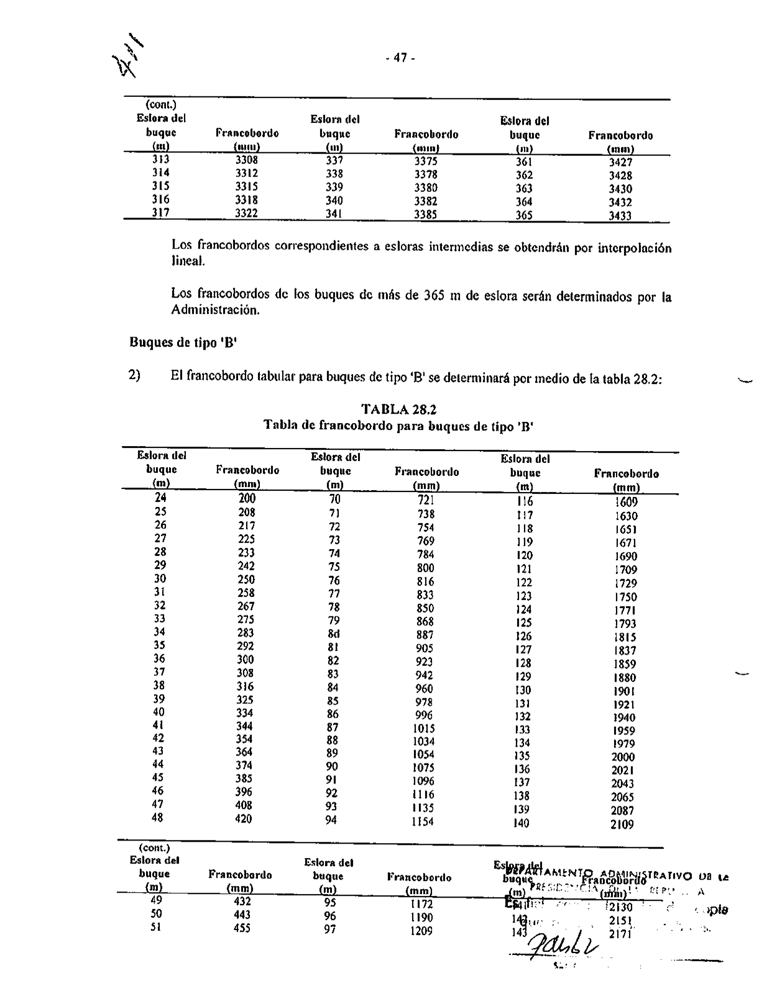 411
- 47 -
(cont.)
Eslora del buque (m) Francobordo (mm) Eslora del buque (m) Francobordo (mm) Eslora del buque (m) Francobordo (mm)
313 3308 337 3375 361 3427
314 3312 338 3378 362 3428
315 3315 339 3380 363 3430
316 3318 340 3382 364 3432
317 3322 341 3385 365 3433
Los francobordos correspondientes a esloras intermedias se obtendrán por interpolación
lineal.
Los francobordos de los buques de más de 365 m de eslora serán determinados por la
Administración.
Buques de tipo 'B'
2) El francobordo tabular para buques de tipo 'B' se determinará por medio de la tabla 28.2:
TABLA 28.2
Tabla de francobordo para buques de tipo 'B'
Eslora del buque (m) Francobordo (mm) Eslora del buque (m) Francobordo (mm) Eslora del buque (m) Francobordo (mm)
24 200 70 721 116 1609
25 208 71 738 117 1630
26 217 72 754 118 1651
27 225 73 769 119 1671
28 233 74 784 120 1690
29 242 75 800 121 1709
30 250 76 816 122 1729
31 258 77 833 123 1750
32 267 78 850 124 1771
33 275 79 868 125 1793
34 283 8d 887 126 1815
35 292 81 905 127 1837
36 300 82 923 128 1859
37 308 83 942 129 1880
38 316 84 960 130 1901
39 325 85 978 131 1921
40 334 86 996 132 1940
41 344 87 1015 133 1959
42 354 88 1034 134 1979
43 364 89 1054 135 2000
44 374 90 1075 136 2021
45 385 91 1096 137 2043
46 396 92 1116 138 2065
47 408 93 1135 139 2087
48 420 94 1154 140 2109
(cont.)
Eslora del buque (m) Francobordo (mm) Eslora del buque (m) Francobordo (mm) Eslora del buque (m) Francobordo (mm)
49 432 95 1172 141 2130
50 443 96 1190 142 2151
51 455 97 1209 143 2171
DEPARTAMENTO ADMINISTRATIVO DE LA
PRESIDENCIA DE LA REPU
Es fiel copia